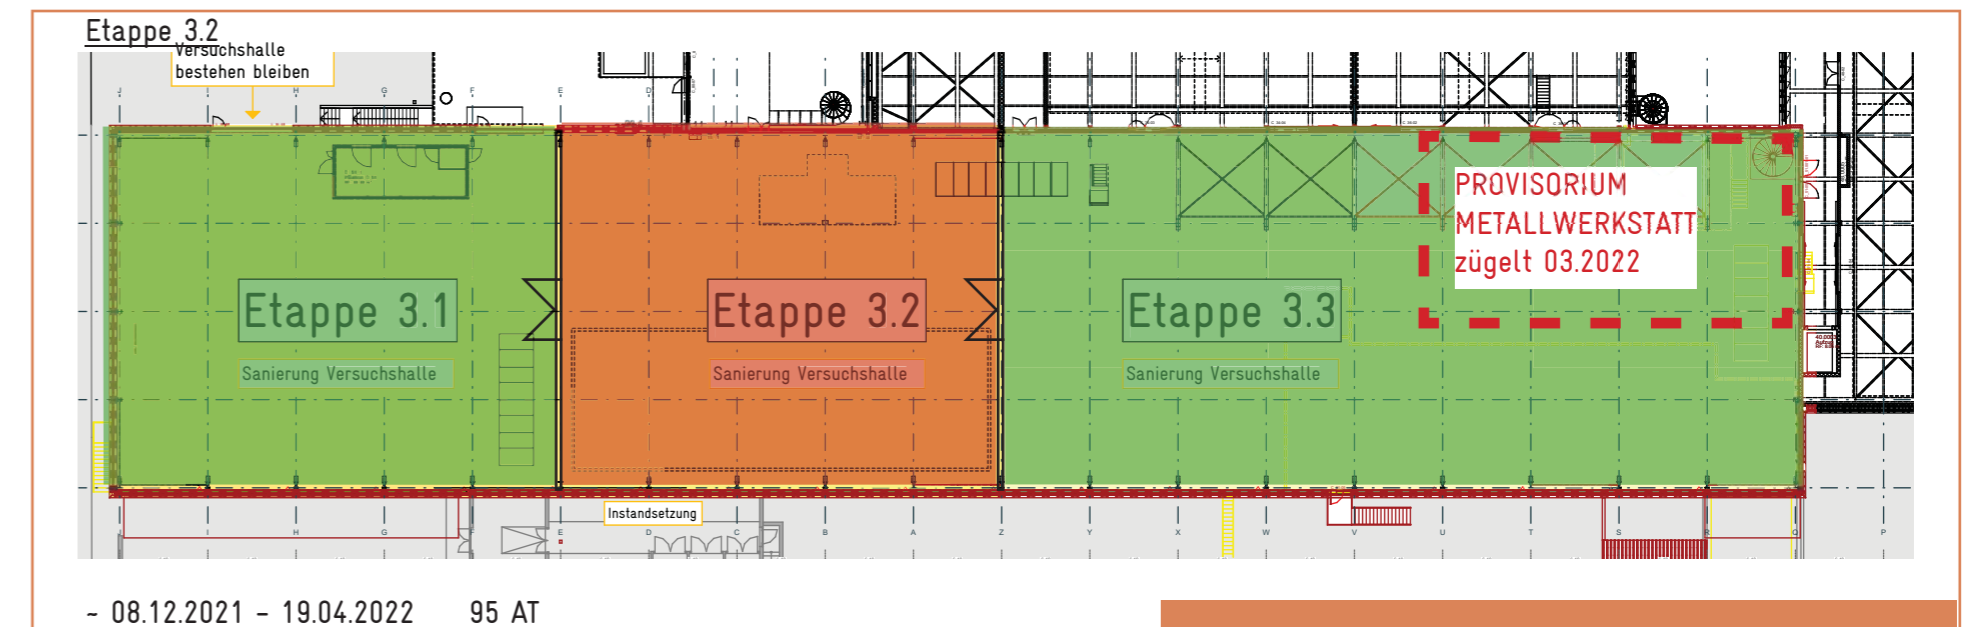 Etappe 3.2
Versuchshalle
bestehen bleiben
J
H
G
F
E
D
PROVISORIUM
METALLWERKSTATT
zügelt 03.2022
Etappe 3.1
Etappe 3.2
Etappe 3.3
Sanierung Versuchshalle
Sanierung Versuchshalle
Sanierung Versuchshalle
Instandsetzung
J
I
H
G
E
D
C
B
A
Z
Y
X
W
V
U
T
S
R
Q
P
~ 08.12.2021 - 19.04.2022 95 AT